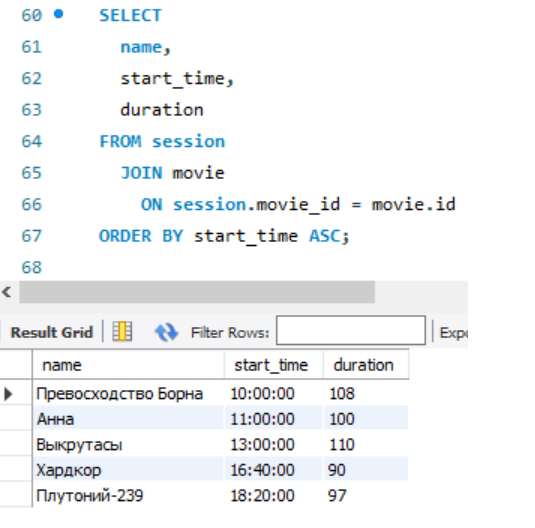 60 SELECT
61 name,
62 start_time,
63 duration
64 FROM session
65 JOIN movie
66 ON session.movie_id = movie.id
67 ORDER BY start_time ASC;
68
Result Grid Filter Rows: Expo
name start_time duration
Превосходство Борна 10:00:00 108
Анна 11:00:00 100
Выкрутасы 13:00:00 110
Хардкор 16:40:00 90
Плутоний-239 18:20:00 97